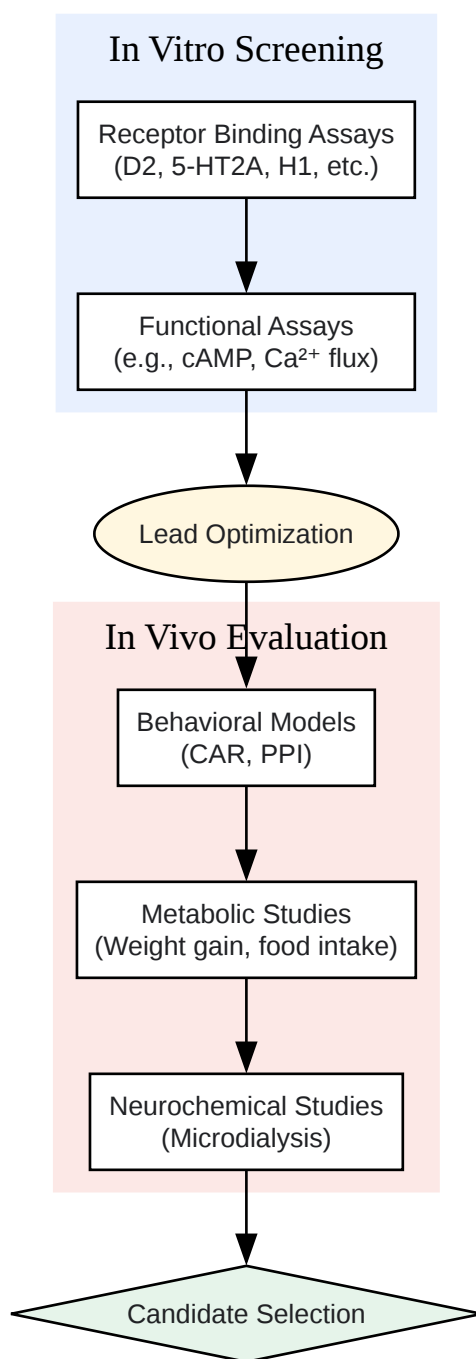 In Vitro Screening
Receptor Binding Assays
(D2, 5-HT2A, H1, etc.)
Functional Assays
(e.g., cAMP, Ca²⁺ flux)
Lead Optimization
In Vivo Evaluation
Behavioral Models
(CAR, PPI)
Metabolic Studies
(Weight gain, food intake)
Neurochemical Studies
(Microdialysis)
Candidate Selection